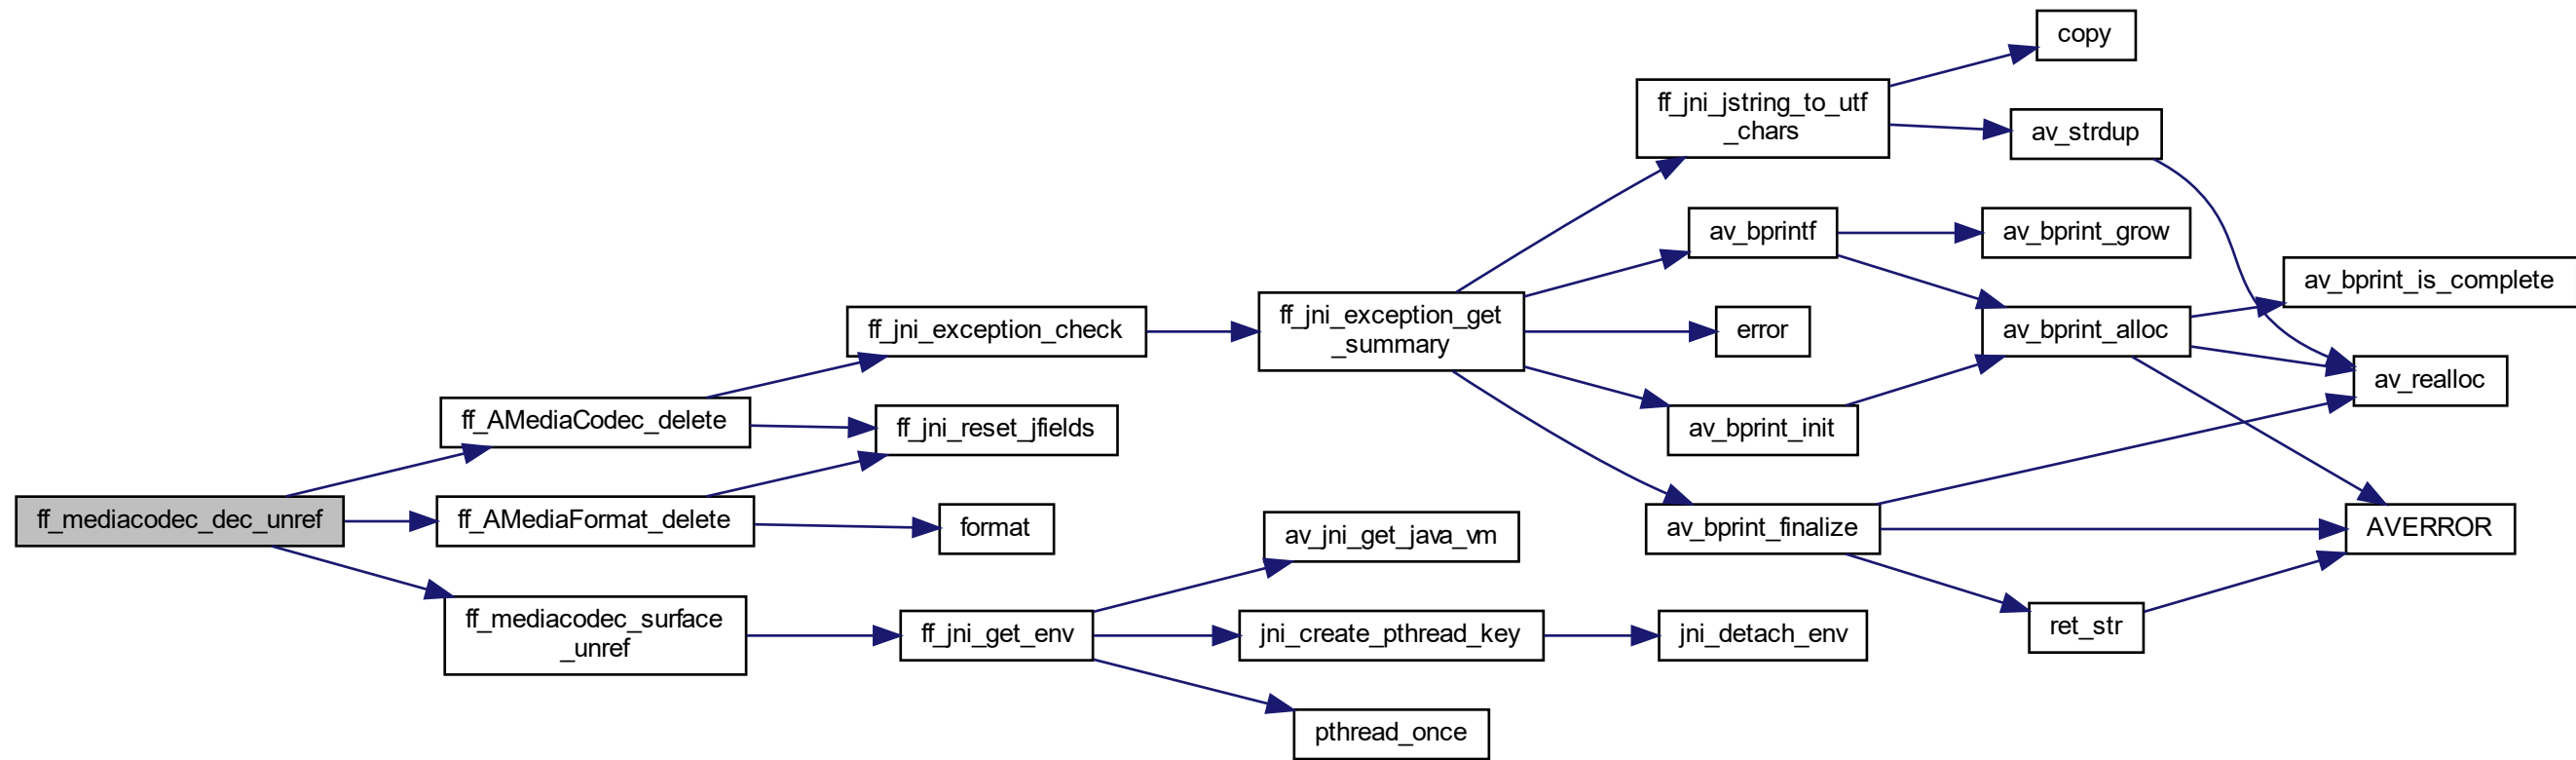 copy
ff_jni_jstring_to_utf
_chars
av_strdup
av_bprintf
av_bprint_grow
av_bprint_is_complete
ff_jni_exception_check
ff_jni_exception_get
_summary
error
av_bprint_alloc
av_realloc
ff_AMediaCodec_delete
ff_jni_reset_jfields
av_bprint_init
ff_mediacodec_dec_unref
ff_AMediaFormat_delete
format
av_jni_get_java_vm
av_bprint_finalize
AVERROR
ff_mediacodec_surface
_unref
ff_jni_get_env
jni_create_pthread_key
jni_detach_env
ret_str
pthread_once